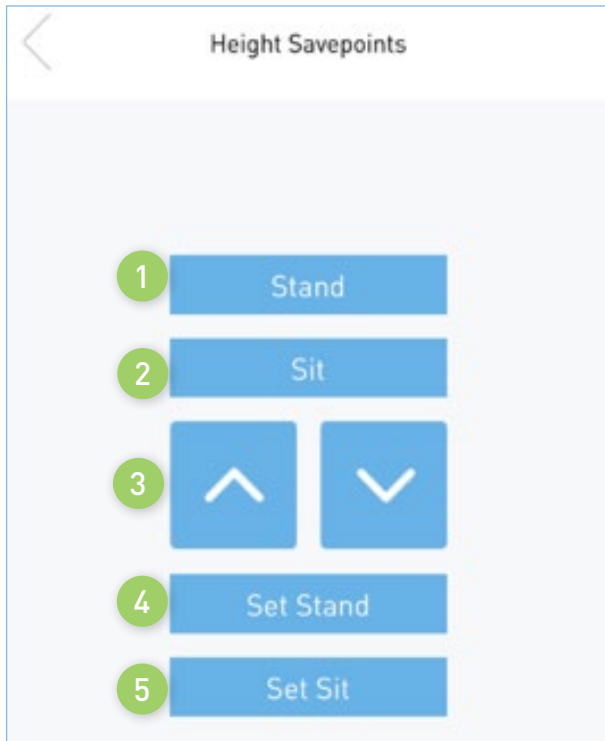 Height Savepoints
1 Stand
2 Sit
3
4 Set Stand
5 Set Sit